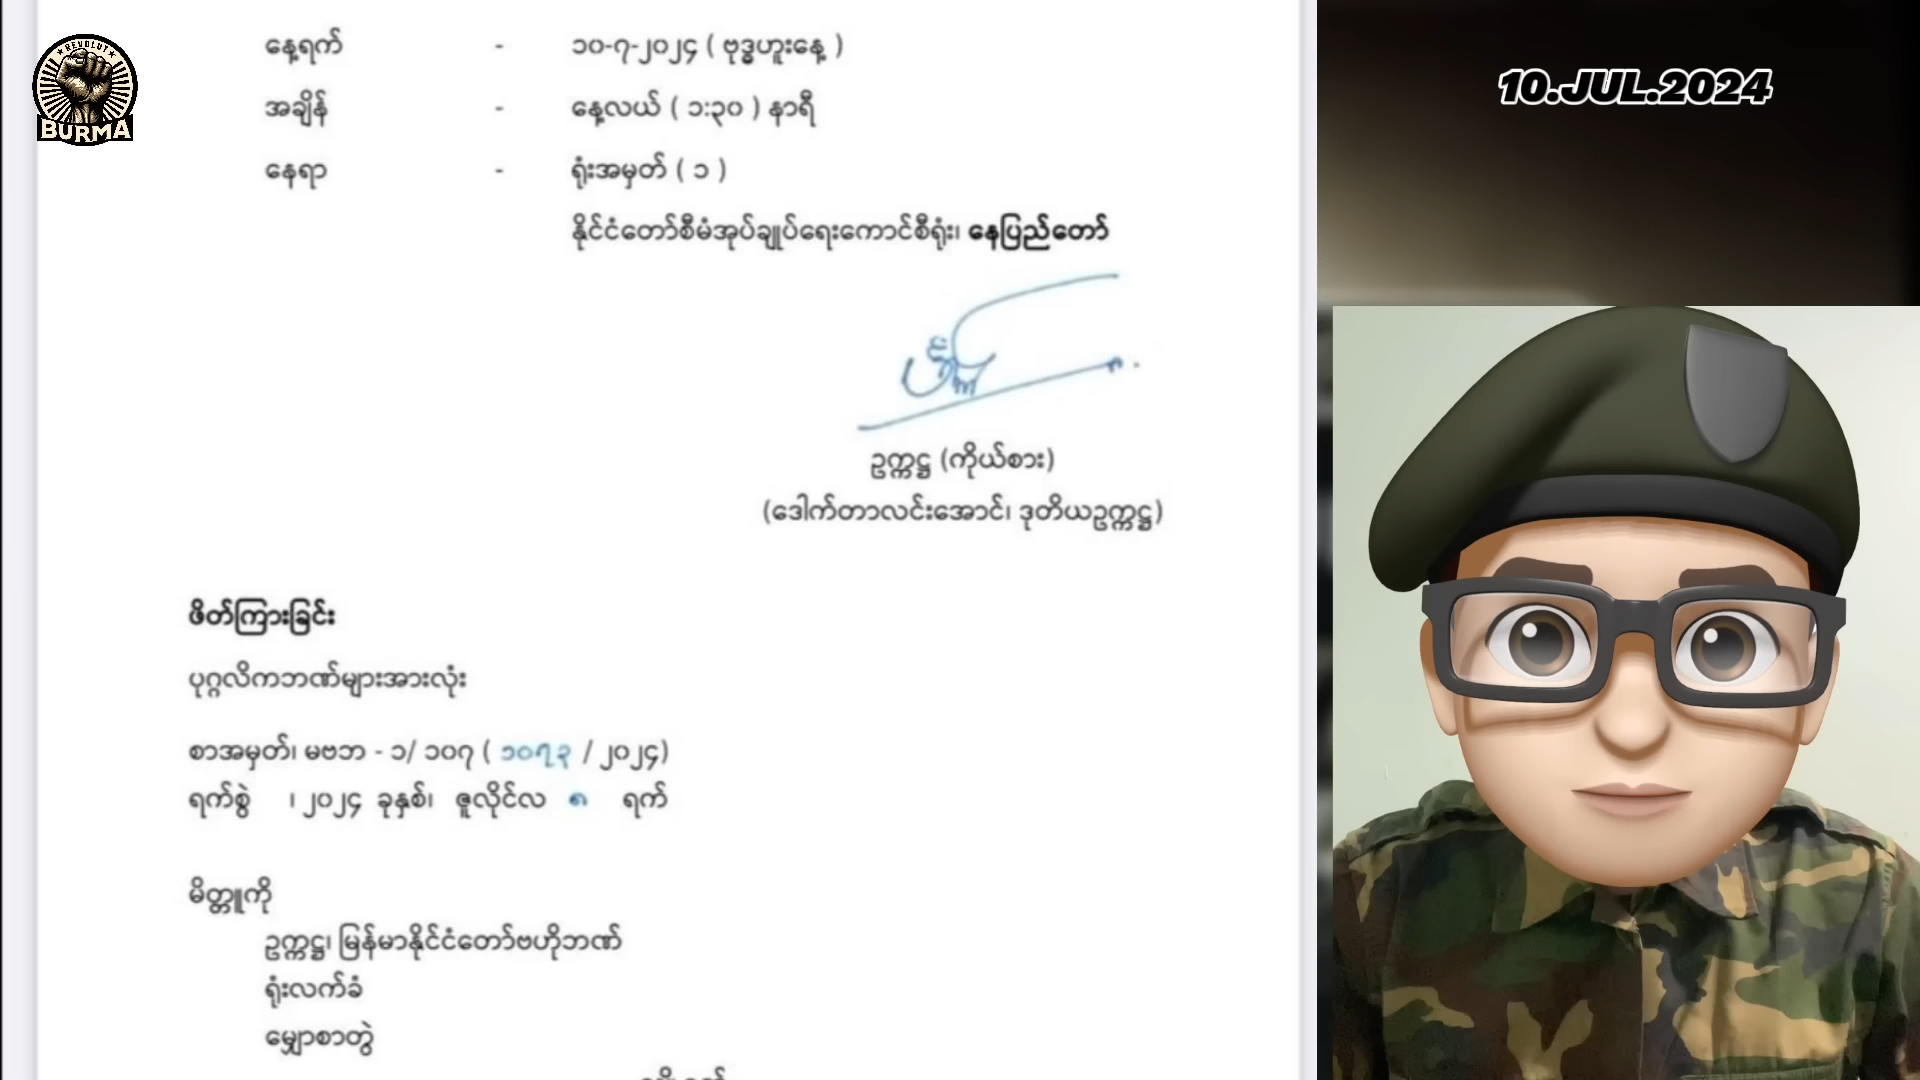 REVOLUT
BURMA
10.JUL.2024
နေ့ရက် - ၁၀-၇-၂၀၂၄ ( ဗုဒ္ဓဟူးနေ့ )
အချိန် - နေ့လယ် ( ၁:၃၀ ) နာရီ
နေရာ - ရုံးအမှတ် ( ၁ )
နိုင်ငံတော်စီမံအုပ်ချုပ်ရေးကောင်စီရုံး၊ နေပြည်တော်
ဥက္ကဋ္ဌ (ကိုယ်စား)
(ဒေါက်တာလင်းအောင်၊ ဒုတိယဥက္ကဋ္ဌ)
ဖိတ်ကြားခြင်း
ပုဂ္ဂလိကဘဏ်များအားလုံး
စာအမှတ်၊ မဗဘ - ၁/ ၁၀၇ ( ၁၀၇၃ / ၂၀၂၄)
ရက်စွဲ ၊ ၂၀၂၄ ခုနှစ်၊ ဇူလိုင်လ ၈ ရက်
မိတ္တူကို
ဥက္ကဋ္ဌ၊ မြန်မာနိုင်ငံတော်ဗဟိုဘဏ်
ရုံးလက်ခံ
မျှောစာတွဲ